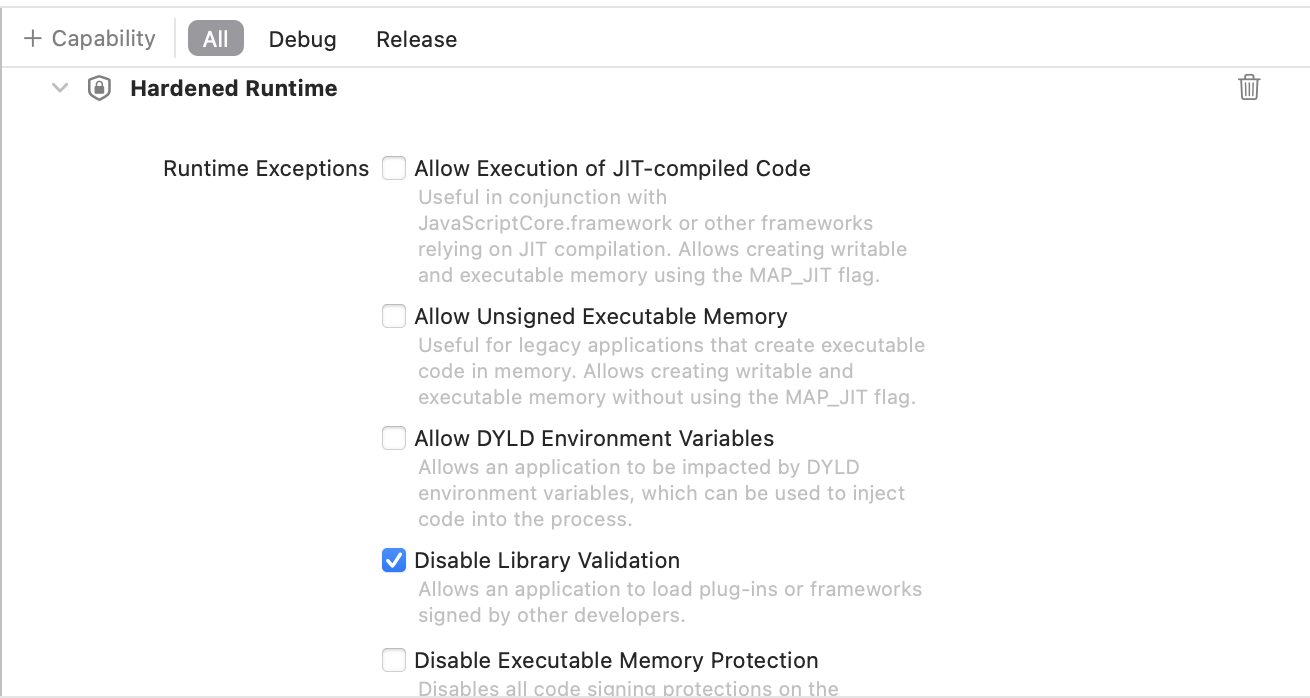 + Capability All Debug Release
Hardened Runtime
Runtime Exceptions Allow Execution of JIT-compiled Code
Useful in conjunction with
JavaScriptCore.framework or other frameworks
relying on JIT compilation. Allows creating writable
and executable memory using the MAP_JIT flag.
Allow Unsigned Executable Memory
Useful for legacy applications that create executable
code in memory. Allows creating writable and
executable memory without using the MAP_JIT flag.
Allow DYLD Environment Variables
Allows an application to be impacted by DYLD
environment variables, which can be used to inject
code into the process.
Disable Library Validation
Allows an application to load plug-ins or frameworks
signed by other developers.
Disable Executable Memory Protection
Disables all code signing protections on the